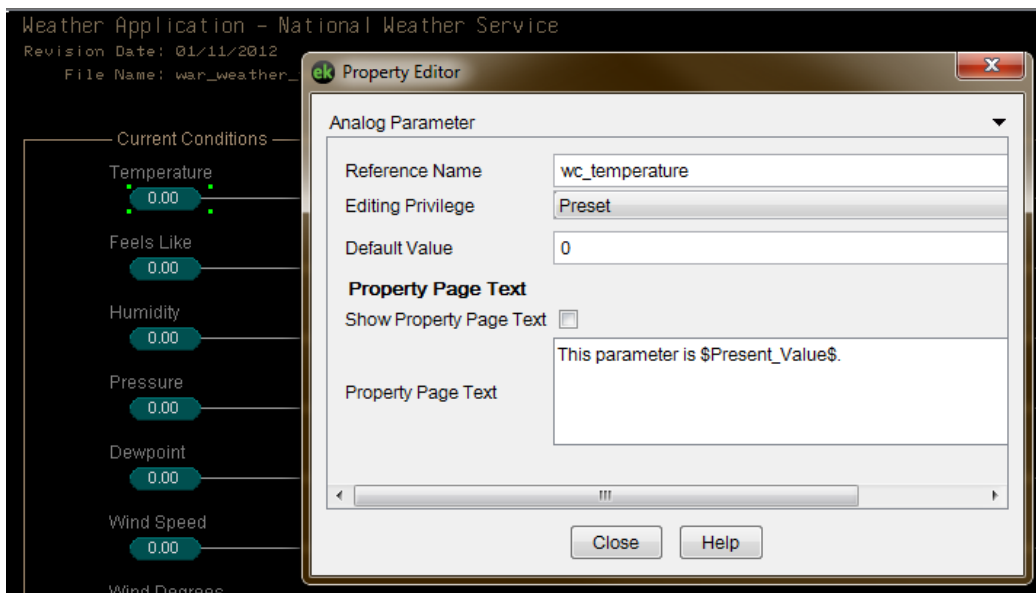 Weather Application - National Weather Service
Revision Date: 01/11/2012
File Name: war_weather_
Current Conditions
Temperature
0.00
Feels Like
0.00
Humidity
0.00
Pressure
0.00
Dewpoint
0.00
Wind Speed
0.00
Wind Degrees
ek Property Editor
X
Analog Parameter
Reference Name wc_temperature
Editing Privilege Preset
Default Value 0
Property Page Text
Show Property Page Text
This parameter is $Present_Value$.
Property Page Text
Close Help